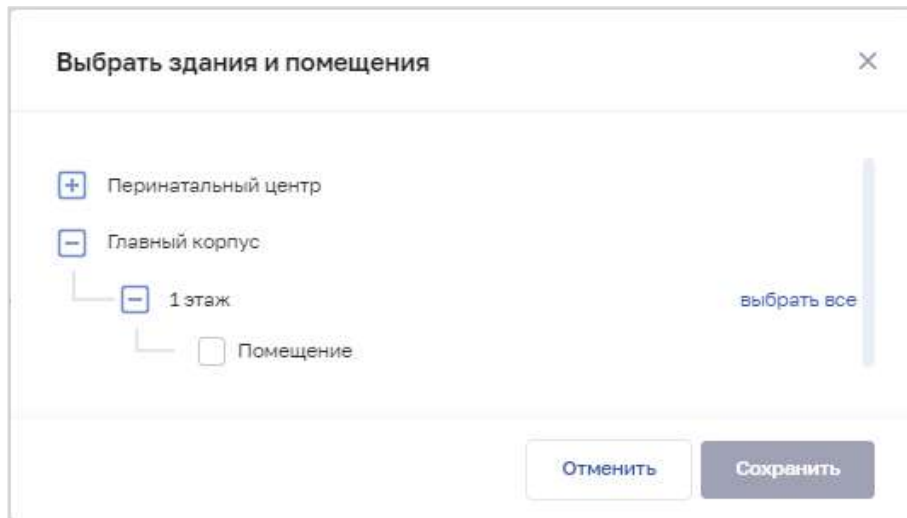 Выбрать здания и помещения
Перинатальный центр
Главный корпус
1 этаж
выбрать все
Помещение
Отменить
Сохранить